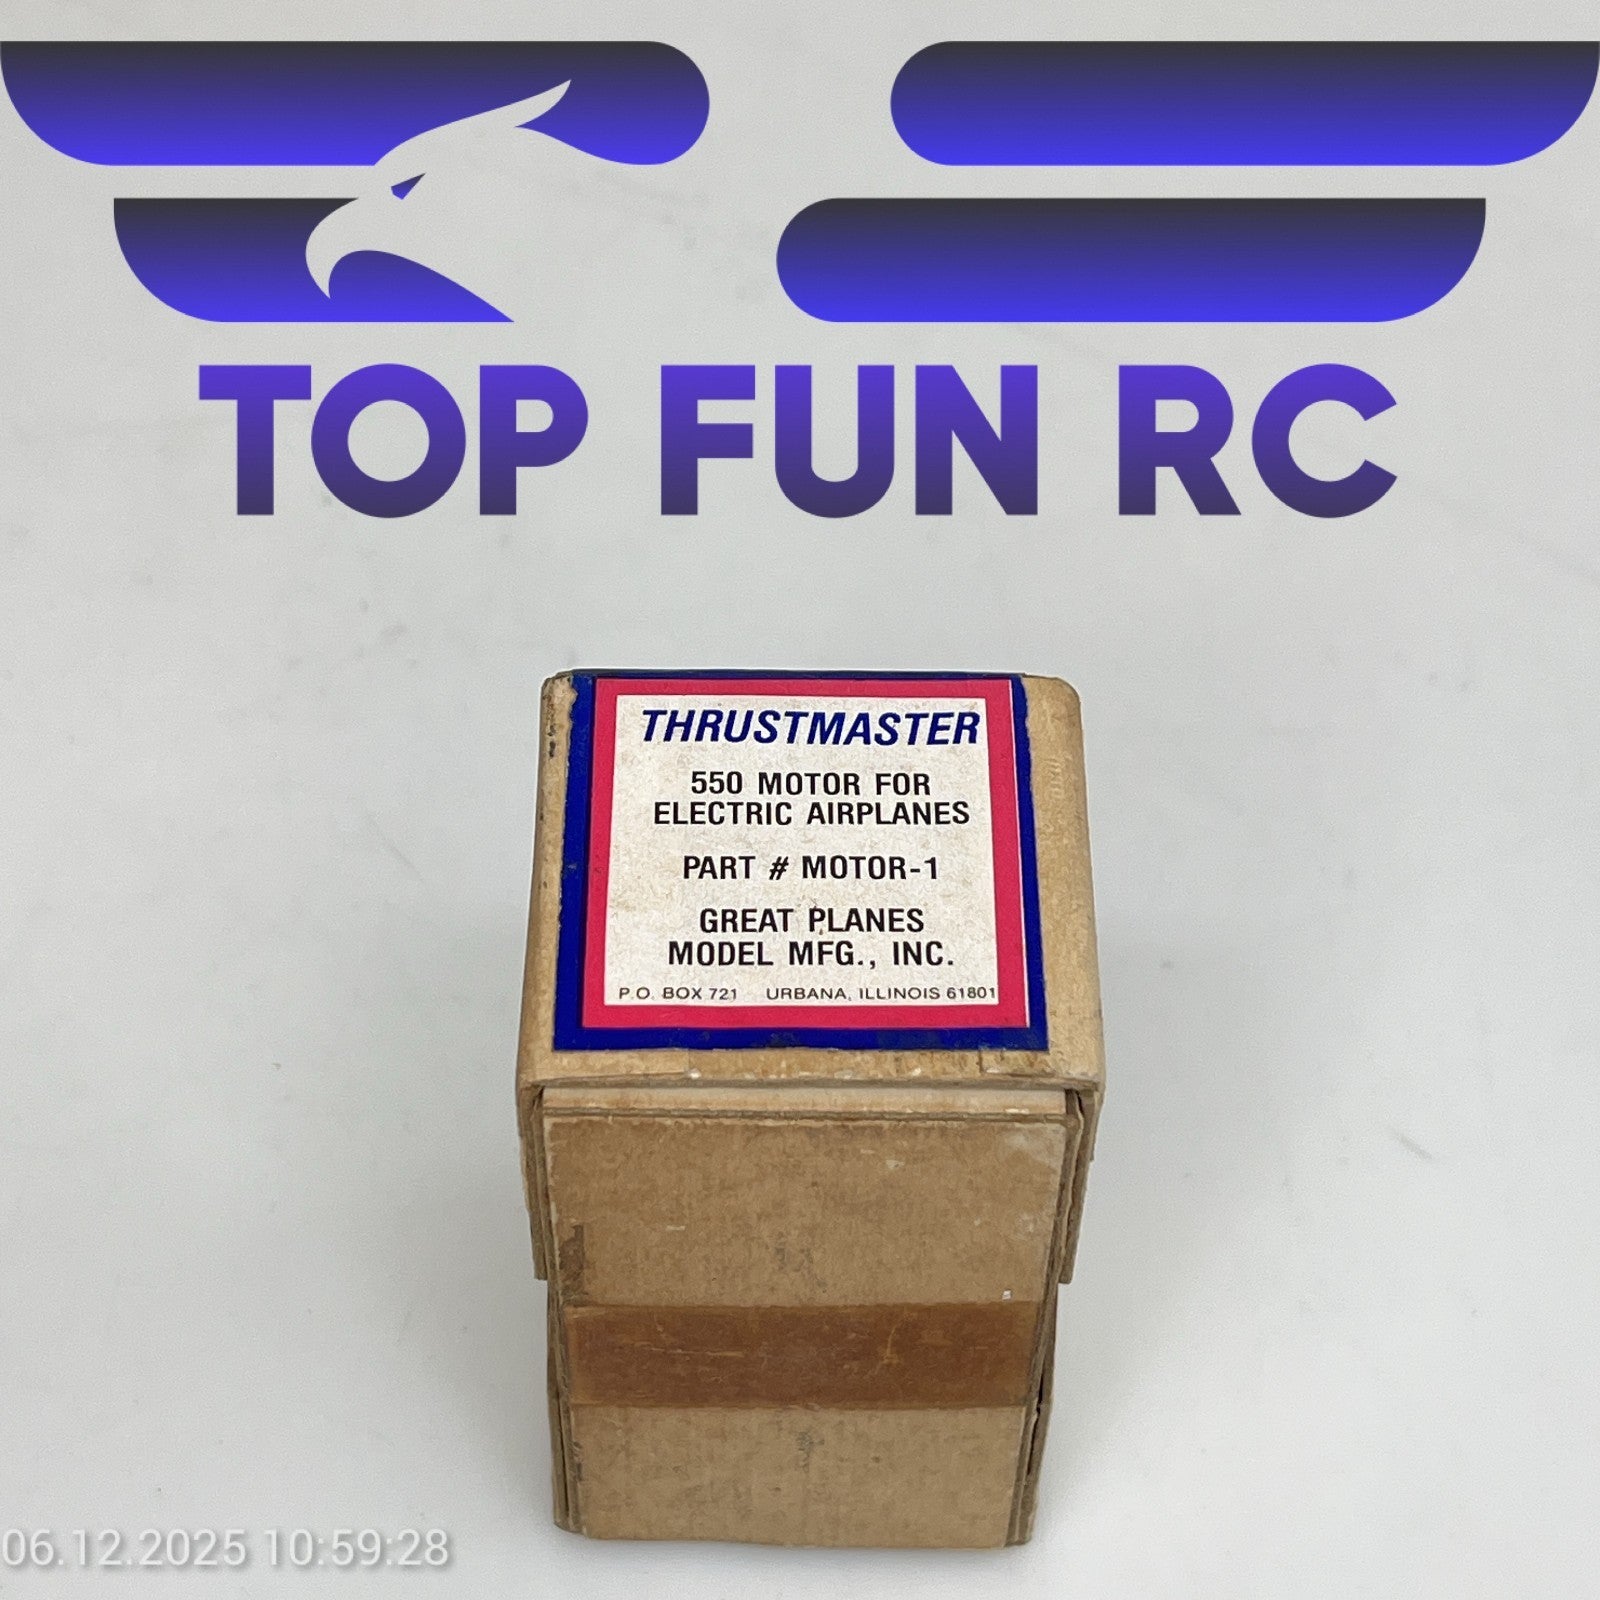 TOP FUN RC
THRUSTMASTER
550 MOTOR FOR
ELECTRIC AIRPLANES
PART # MOTOR-1
GREAT PLANES
MODEL MFG., INC.
P.O. BOX 721 URBANA, ILLINOIS 61801
06.12.2025 10:59:28